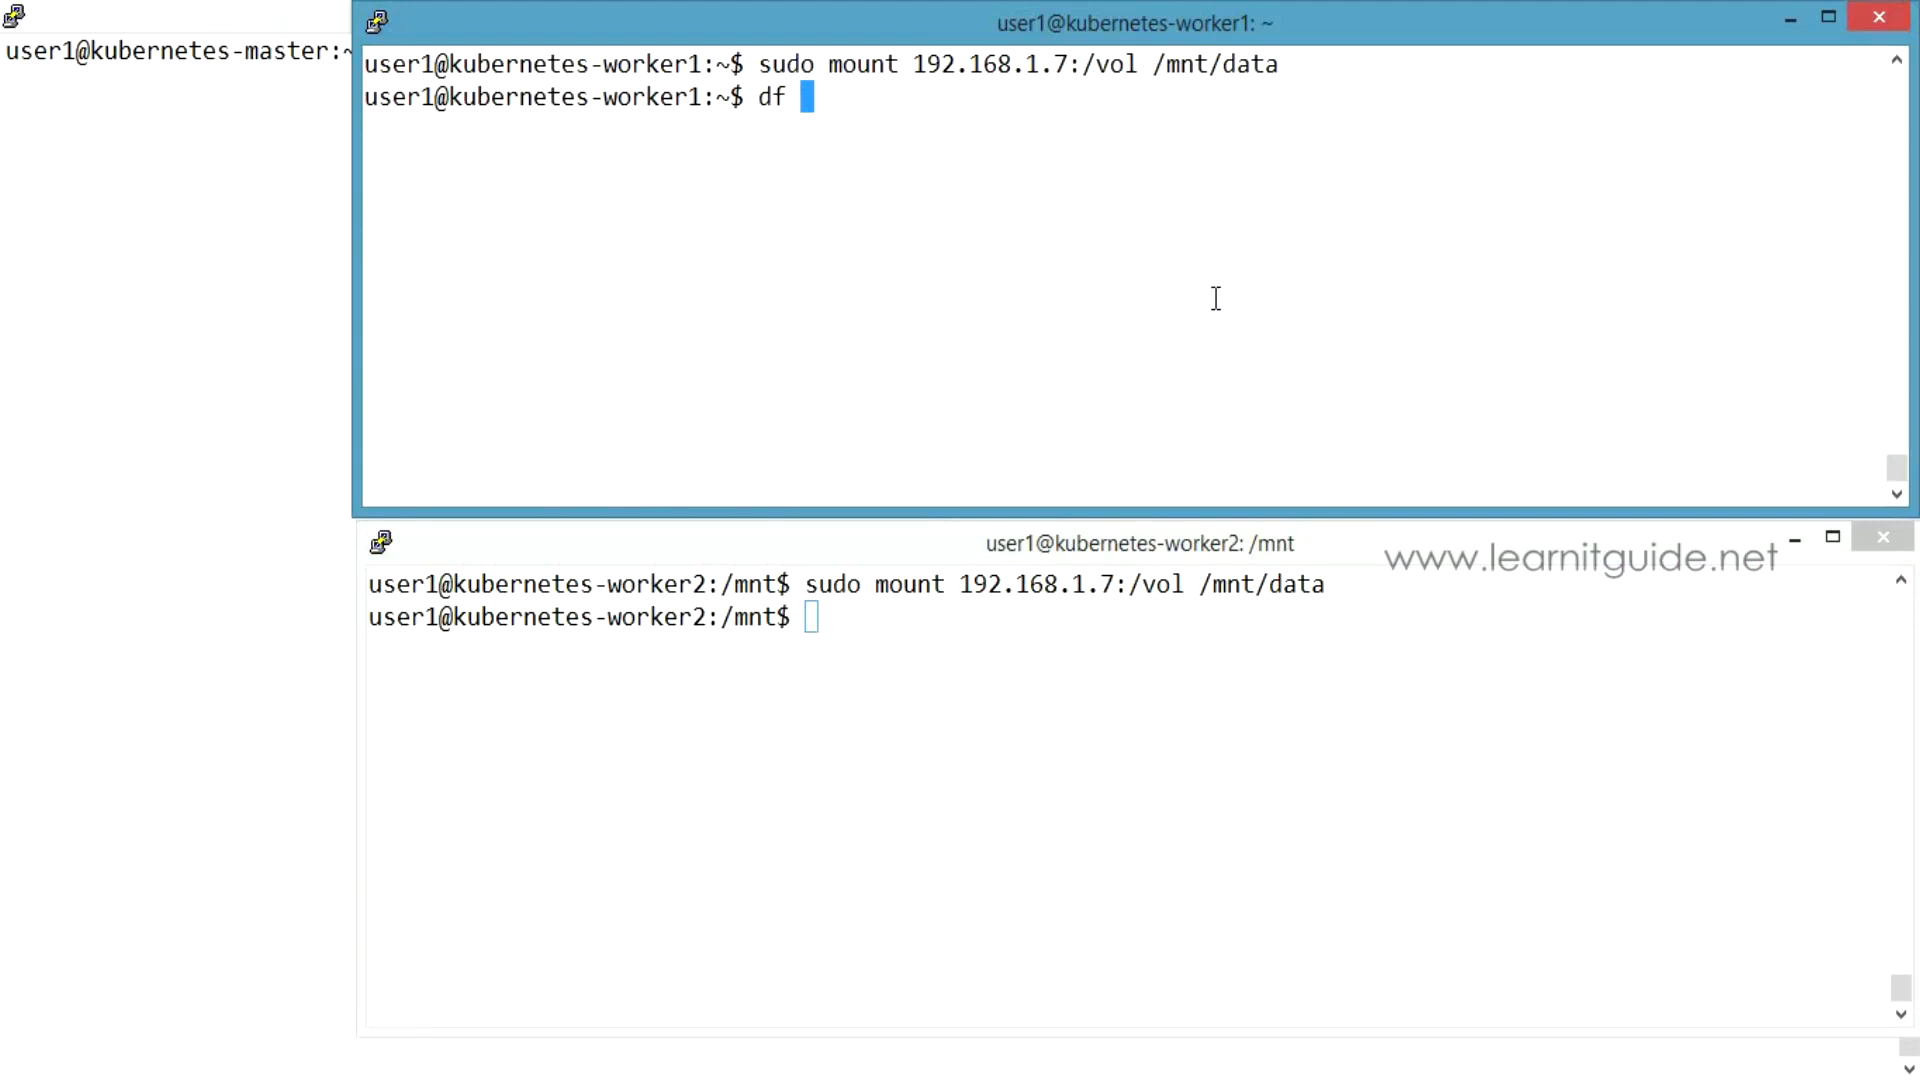 user1@kubernetes-master:~
user1@kubernetes-worker1: ~
user1@kubernetes-worker1:~$ sudo mount 192.168.1.7:/vol /mnt/data
user1@kubernetes-worker1:~$ df
user1@kubernetes-worker2: /mnt
www.learnitguide.net
user1@kubernetes-worker2:/mnt$ sudo mount 192.168.1.7:/vol /mnt/data
user1@kubernetes-worker2:/mnt$